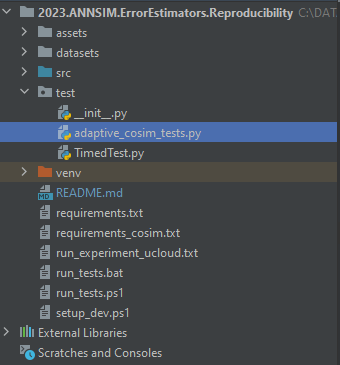 2023.ANNSIM.ErrorEstimators.Reproducibility C:\DAT
assets
datasets
src
test
__init__.py
adaptive_cosim_tests.py
TimedTest.py
venv
README.md
requirements.txt
requirements_cosim.txt
run_experiment_ucloud.txt
run_tests.bat
run_tests.ps1
setup_dev.ps1
External Libraries
Scratches and Consoles